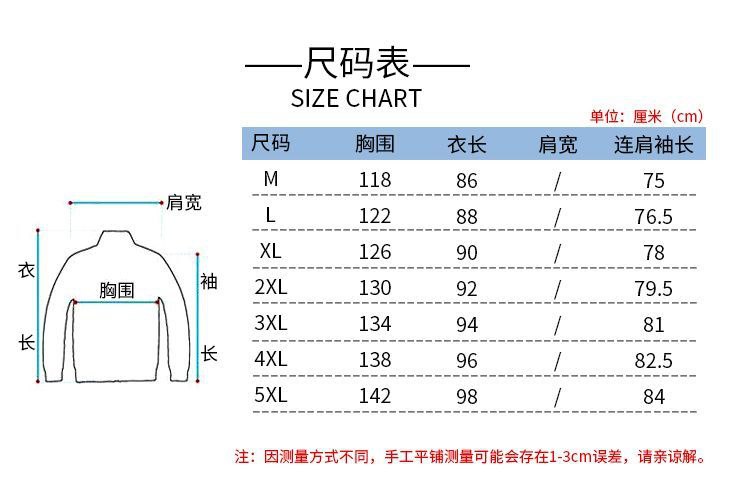 尺码表
SIZE CHART
单位：厘米（cm）
尺码 胸围 衣长 肩宽 连肩袖长
M 118 86 / 75
L 122 88 / 76.5
XL 126 90 / 78
2XL 130 92 / 79.5
3XL 134 94 / 81
4XL 138 96 / 82.5
5XL 142 98 / 84
肩宽
衣长
胸围
袖长
注：因测量方式不同，手工平铺测量可能会存在1-3cm误差，请亲谅解。